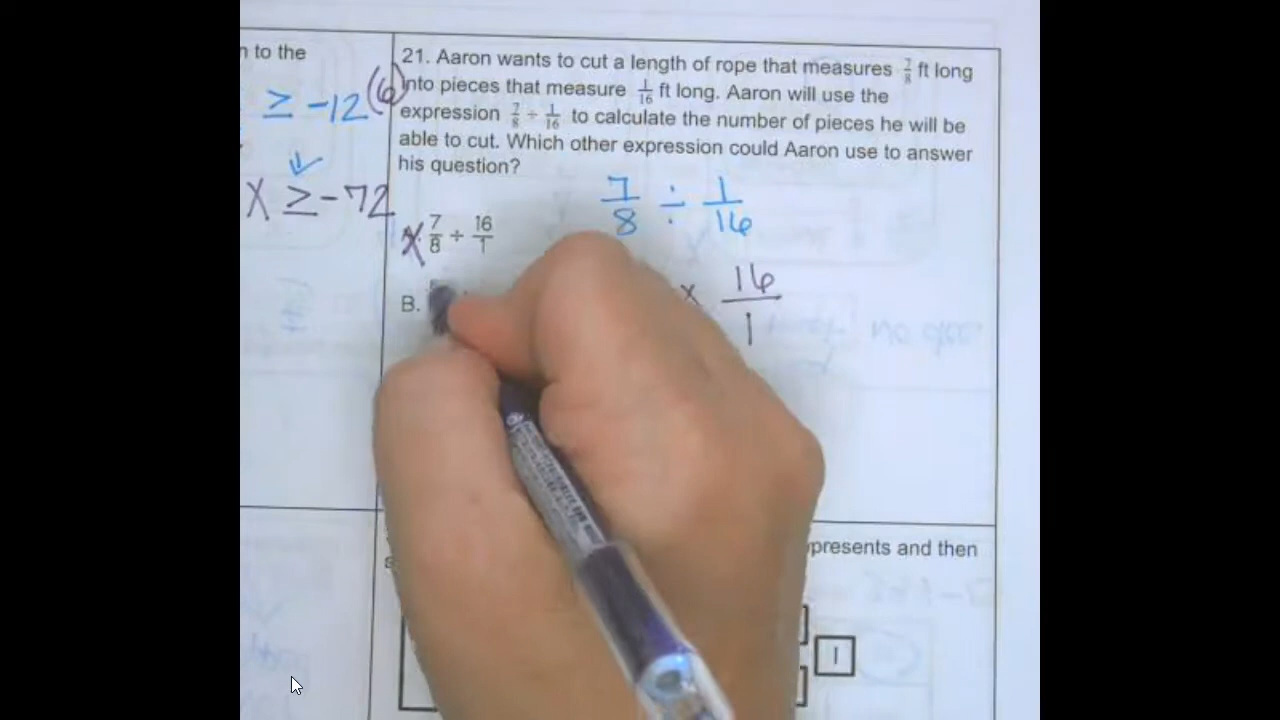 n to the
≥ -12(6)
x ≥ -72
21. Aaron wants to cut a length of rope that measures 7/8 ft long
into pieces that measure 1/16 ft long. Aaron will use the
expression 7/8 ÷ 1/16 to calculate the number of pieces he will be
able to cut. Which other expression could Aaron use to answer
his question?
7/8 ÷ 1/16
7/8 ÷ 16/1
x 16/1
B.
presents and then
1